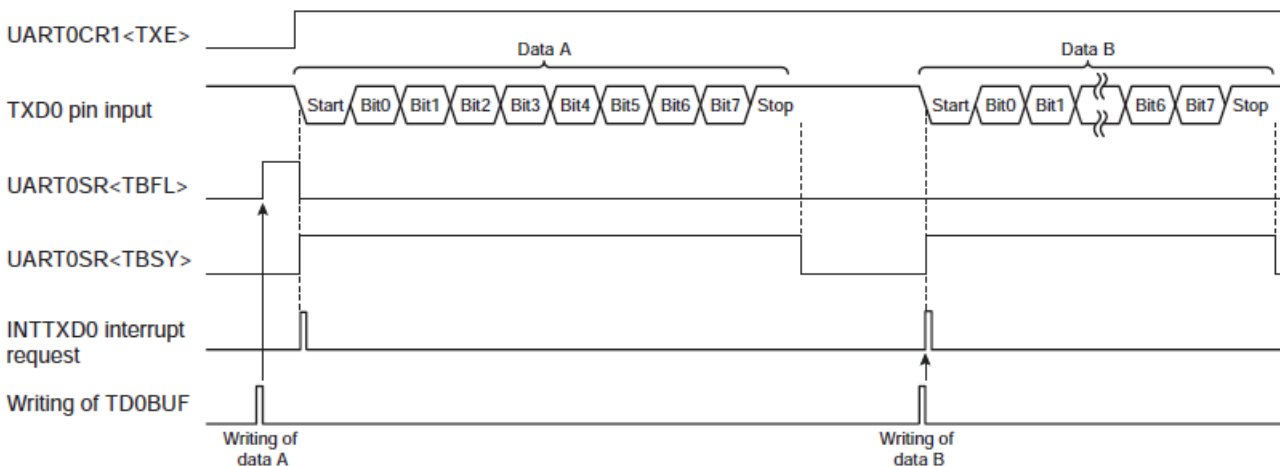 UART0CR1<TXE>
Data A
Data B
TXD0 pin input
Start Bit0 Bit1 Bit2 Bit3 Bit4 Bit5 Bit6 Bit7 Stop
Start Bit0 Bit1 Bit6 Bit7 Stop
UART0SR<TBFL>
UART0SR<TBSY>
INTTXD0 interrupt
request
Writing of TD0BUF
Writing of
data A
Writing of
data B